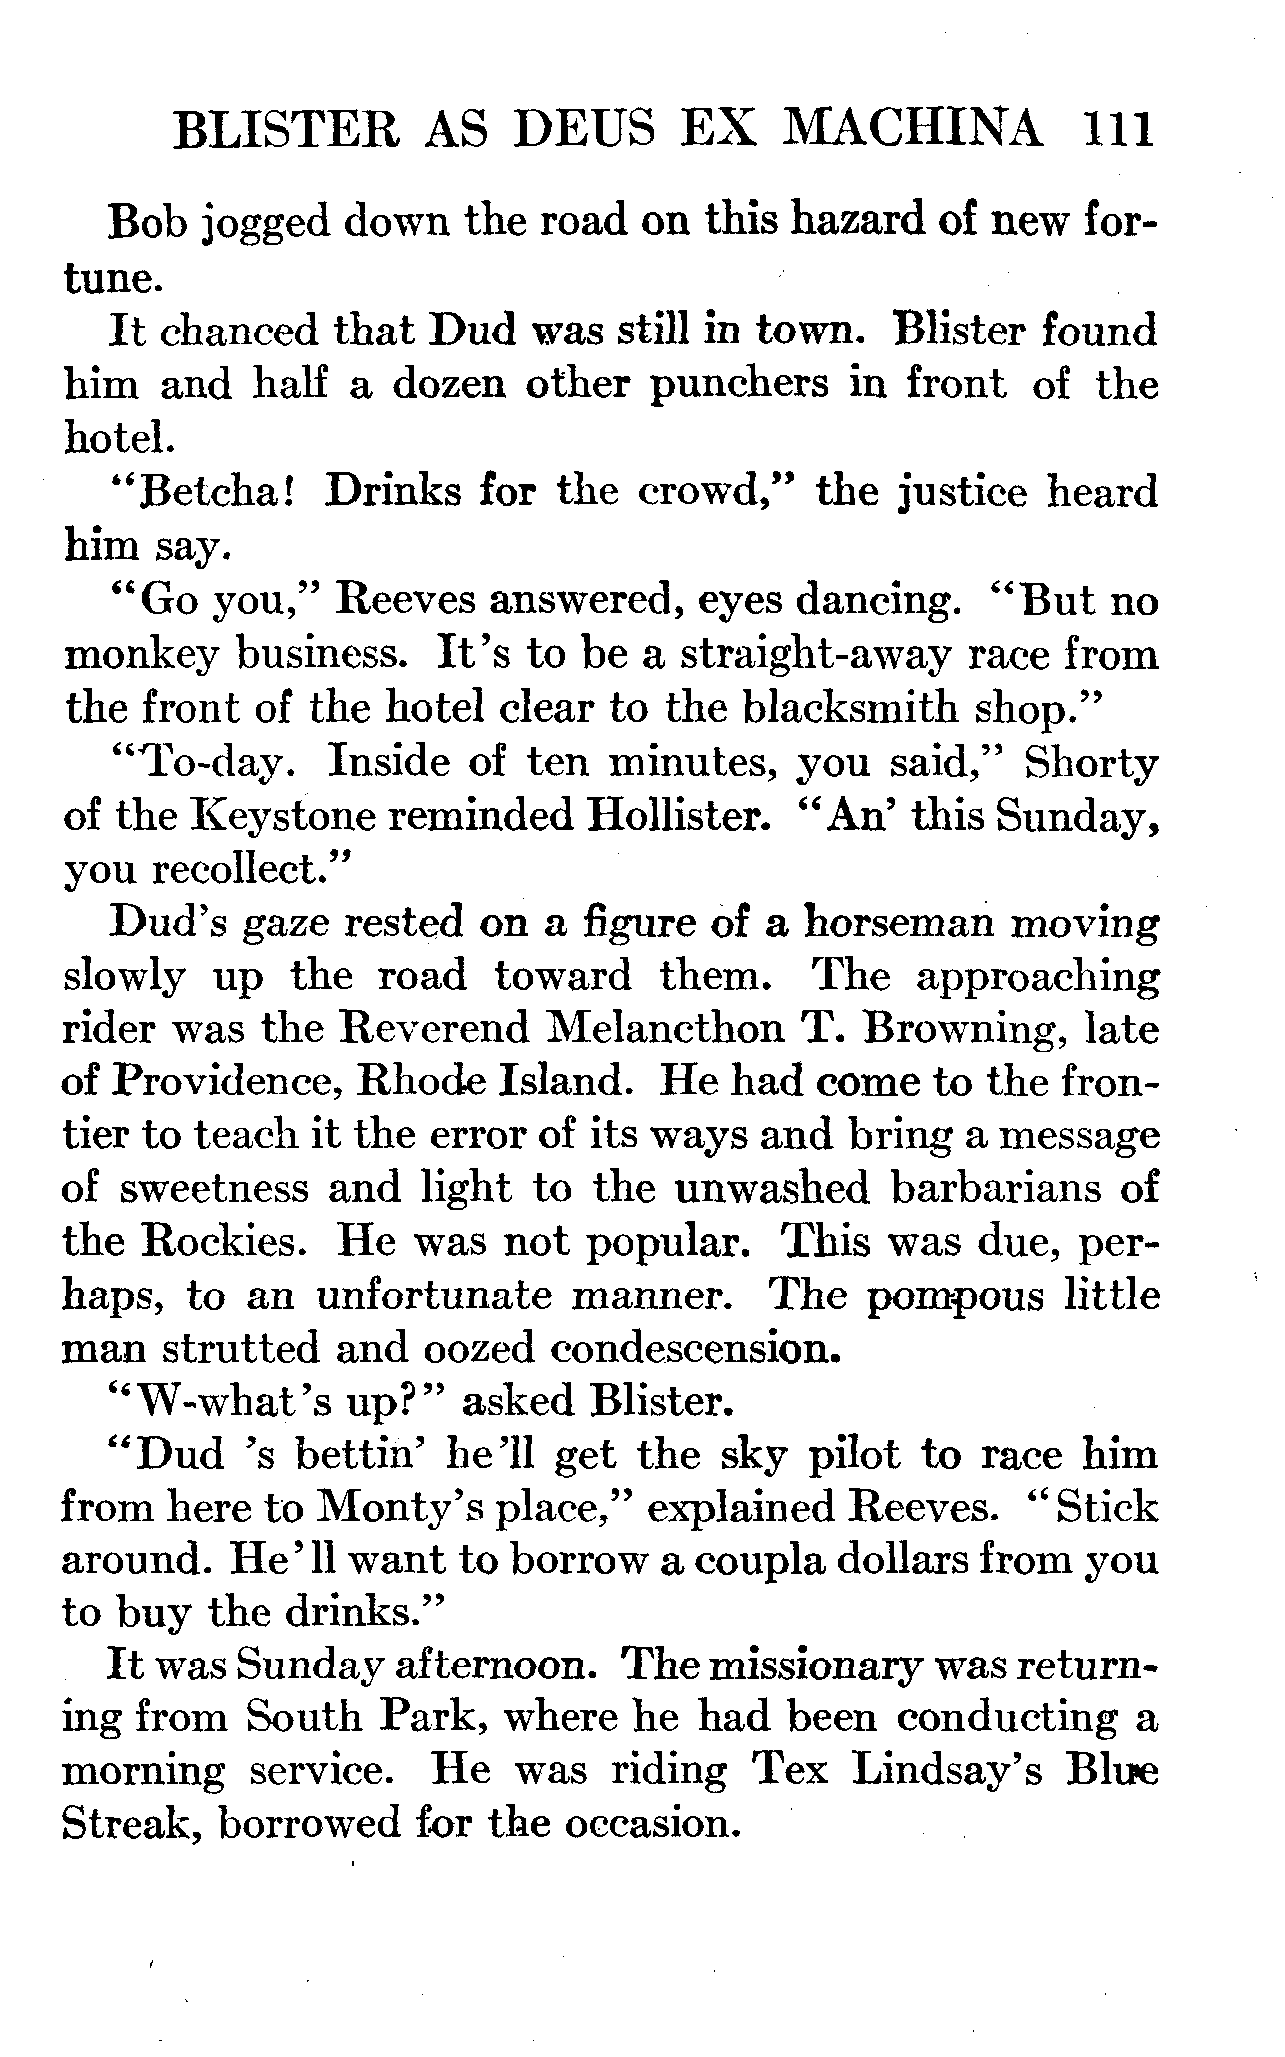 BLISTER AS DEUS EX MACHINA 111
Bob jogged down the road on this hazard of new for-
tune.
It chanced that Dud was still in town. Blister found
him and half a dozen other punchers in front of the
hotel.
"Betcha! Drinks for the crowd," the justice heard
him say.
"Go you," Reeves answered, eyes dancing. "But no
monkey business. It's to be a straight-away race from
the front of the hotel clear to the blacksmith shop."
"To-day. Inside of ten minutes, you said," Shorty
of the Keystone reminded Hollister. "An' this Sunday,
you recollect."
Dud's gaze rested on a figure of a horseman moving
slowly up the road toward them. The approaching
rider was the Reverend Melancthon T. Browning, late
of Providence, Rhode Island. He had come to the fron-
tier to teach it the error of its ways and bring a message
of sweetness and light to the unwashed barbarians of
the Rockies. He was not popular. This was due, per-
haps, to an unfortunate manner. The pompous little
man strutted and oozed condescension.
"W-what's up?" asked Blister.
"Dud 's bettin' he'll get the sky pilot to race him
from here to Monty's place," explained Reeves. "Stick
around. He'll want to borrow a coupla dollars from you
to buy the drinks."
It was Sunday afternoon. The missionary was return-
ing from South Park, where he had been conducting a
morning service. He was riding Tex Lindsay's Blue
Streak, borrowed for the occasion.